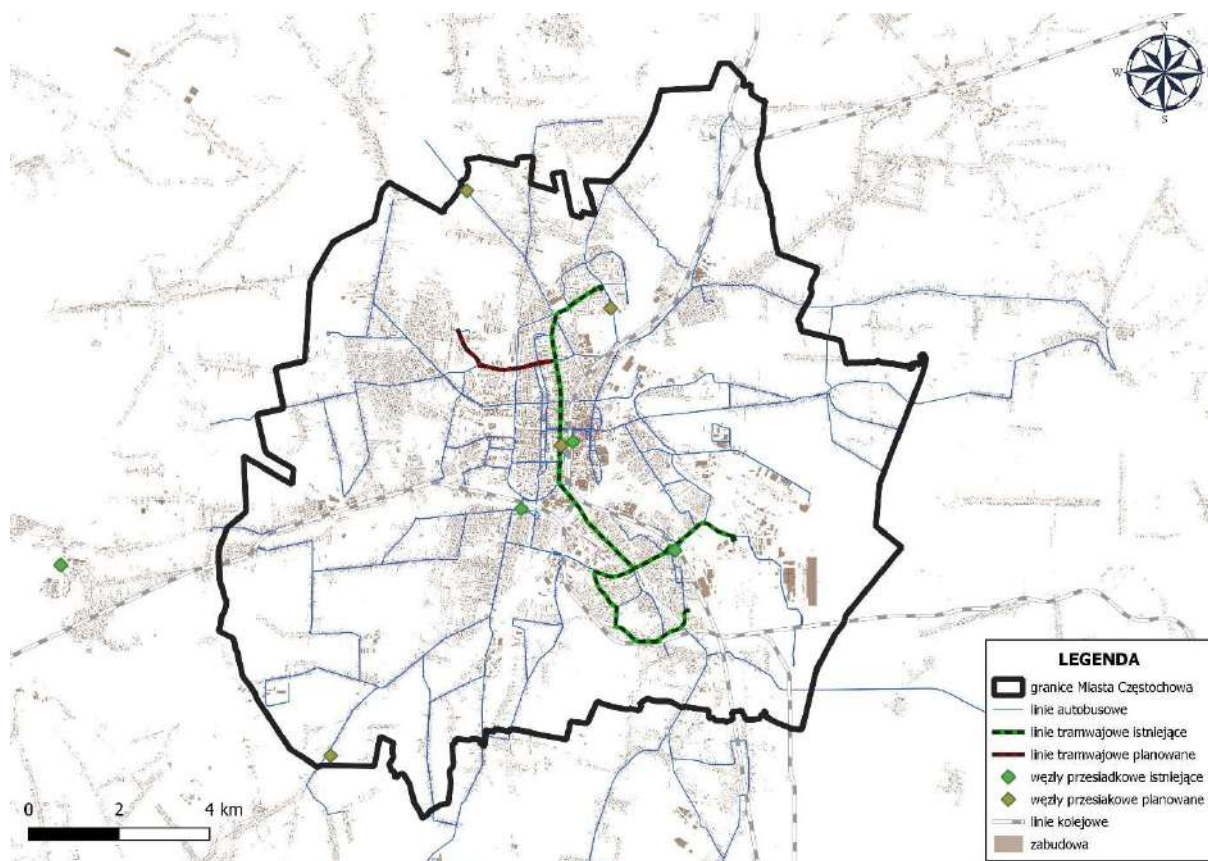 N
W E
S
LEGENDA
granice Miasta Częstochowa
linie autobusowe
linie tramwajowe istniejące
linie tramwajowe planowane
węzły przesiadkowe istniejące
węzły przesiakowe planowane
linie kolejowe
zabudowa
0 2 4 km